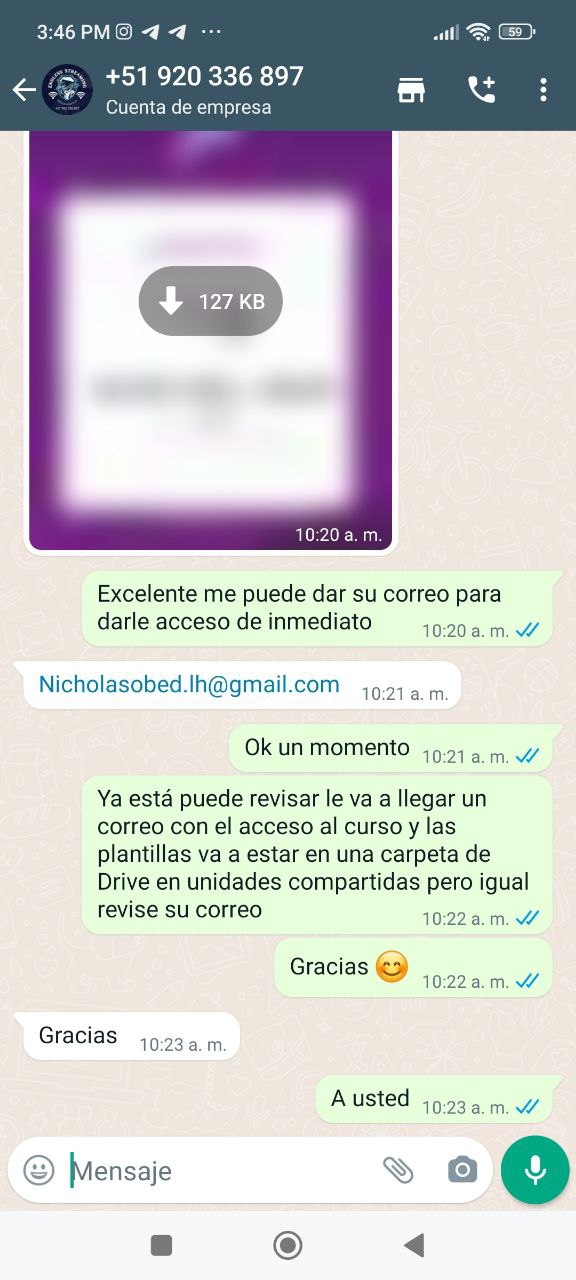 3:46 PM
59
+51 920 336 897
Cuenta de empresa
127 KB
10:20 a. m.
Excelente me puede dar su correo para
darle acceso de inmediato
10:20 a. m.
Nicholasobed.lh@gmail.com
10:21 a. m.
Ok un momento
10:21 a. m.
Ya está puede revisar le va a llegar un
correo con el acceso al curso y las
plantillas va a estar en una carpeta de
Drive en unidades compartidas pero igual
revise su correo
10:22 a. m.
Gracias 😊
10:22 a. m.
Gracias
10:23 a. m.
A usted
10:23 a. m.
Mensaje